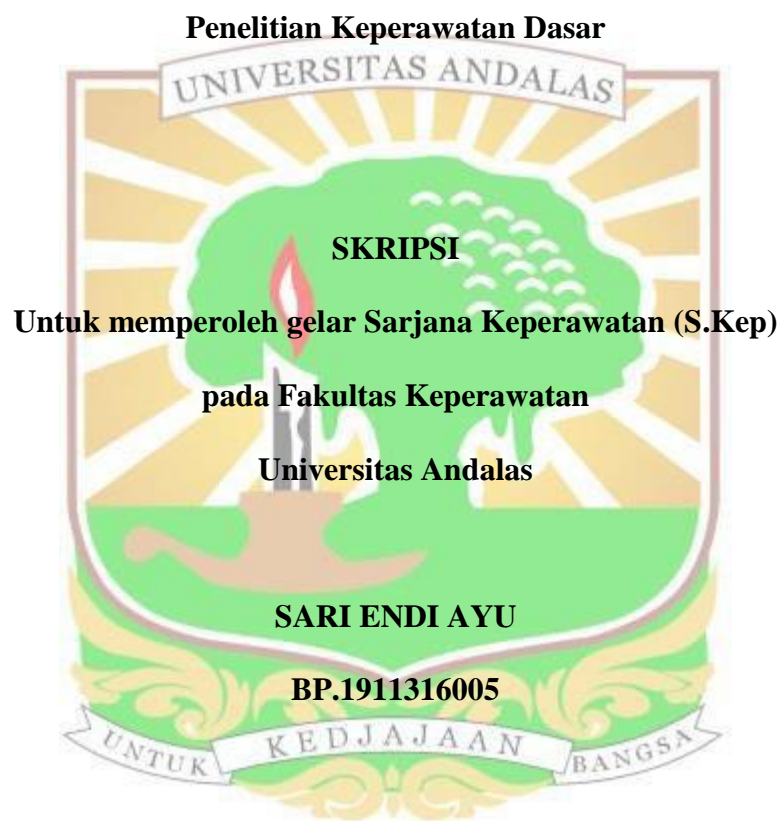 Penelitian Keperawatan Dasar
UNIVERSITAS ANDALAS
SKRIPSI
Untuk memperoleh gelar Sarjana Keperawatan (S.Kep)
pada Fakultas Keperawatan
Universitas Andalas
SARI ENDI AYU
BP.1911316005
UNTUK KEDJAJAAN BANGSA